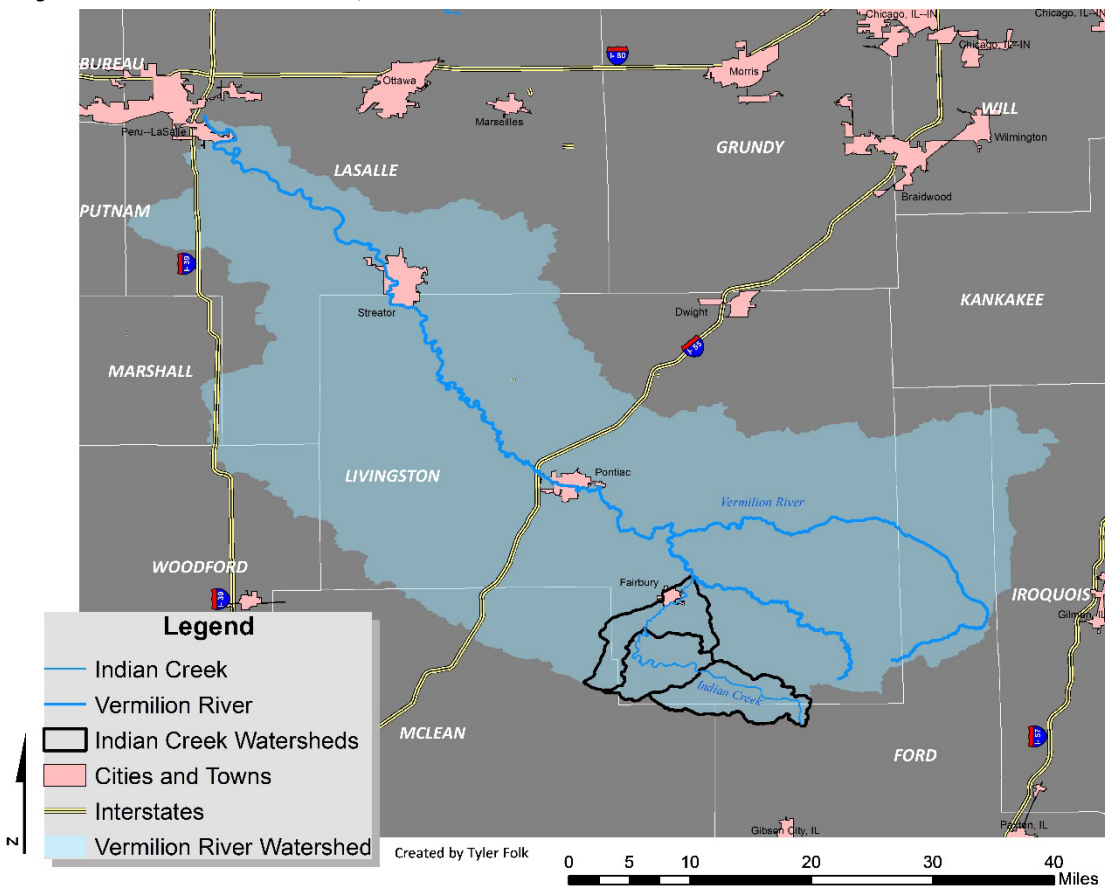 Chicago, IL--IN
Chicago, IL--IN
Chicago, IL--IN
I-80
BUREAU
Ottawa
Morris
Marseilles
WILL
Wilmington
Peru--LaSalle
GRUNDY
LASALLE
Braidwood
PUTNAM
I-39
KANKAKEE
Streator
Dwight
I-55
MARSHALL
LIVINGSTON
Pontiac
Vermilion River
WOODFORD
Fairbury
I-39
IROQUOIS
Gilman, IL
Indian Creek
MCLEAN
FORD
I-57
Gibson City, IL
Paxton, IL
Legend
Indian Creek
Vermilion River
Indian Creek Watersheds
Cities and Towns
Interstates
Vermilion River Watershed
N
Created by Tyler Folk
0 5 10 20 30 40
Miles